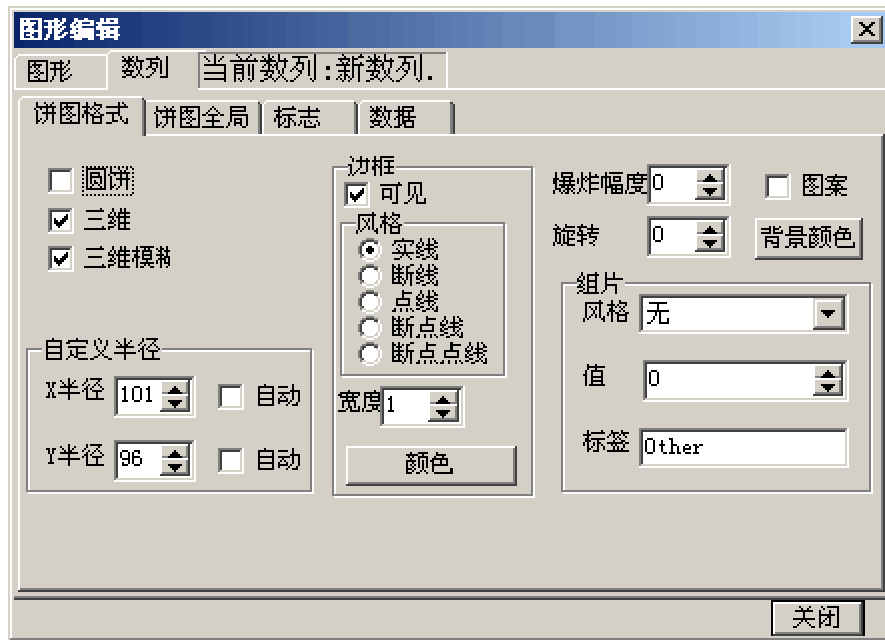 图形编辑
图形 数列 当前数列:新数列.
饼图格式 饼图全局 标志 数据
圆饼
三维
三维模糊
自定义半径
X半径 101 自动
Y半径 96 自动
边框
可见
风格
实线
断线
点线
断点线
断点点线
宽度 1
颜色
爆炸幅度 0 图案
旋转 0 背景颜色
组片
风格 无
值 0
标签 Other
关闭